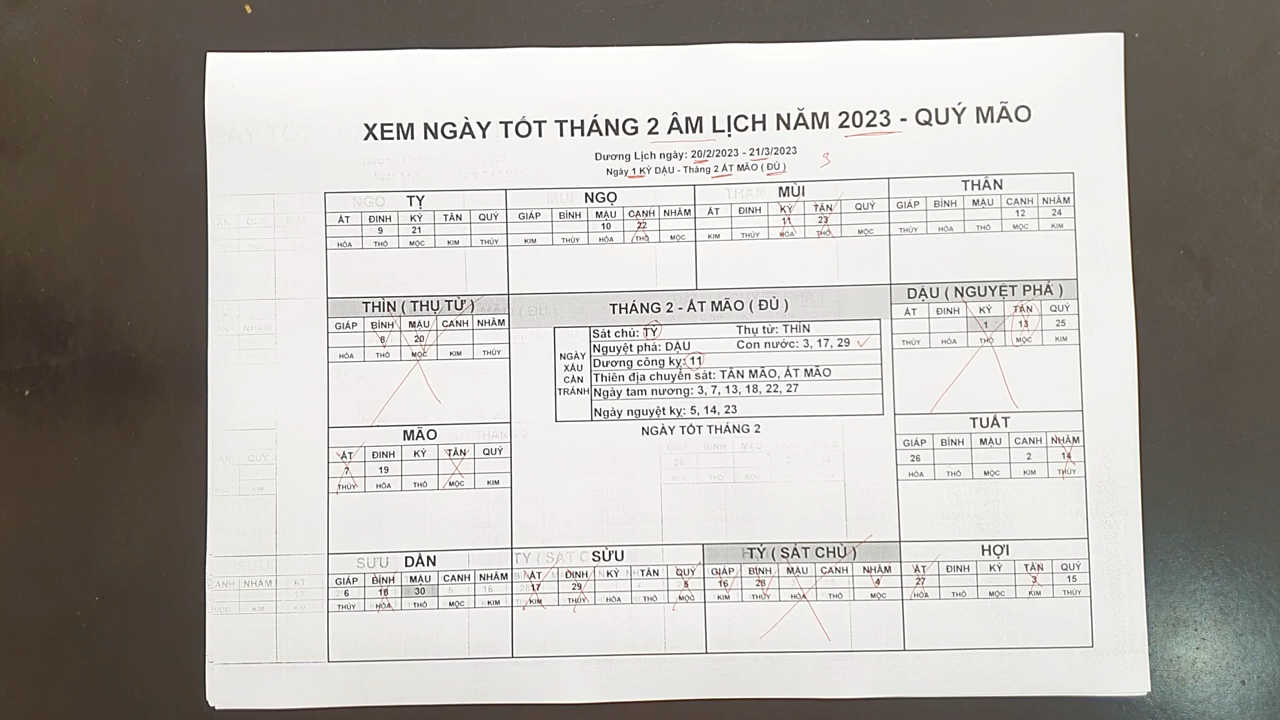 XEM NGÀY TỐT THÁNG 2 ÂM LỊCH NĂM 2023 - QUÝ MÃO
Dương Lịch ngày: 20/2/2023 - 21/3/2023
3
Ngày 1 KỶ DẬU - Tháng 2 ẤT MÃO ( ĐỦ )
TỴ
ẤT ĐINH KỶ TÂN QUÝ
9 21
HỎA THỔ MỘC KIM THỦY
NGỌ
GIÁP BÍNH MẬU CANH NHÂM
10 22
KIM THỦY HỎA THỔ MỘC
MÙI
ẤT ĐINH KỶ TÂN QUÝ
11 23
KIM THỦY HỎA THỔ MỘC
THÂN
GIÁP BÍNH MẬU CANH NHÂM
12 24
THỦY HỎA THỔ MỘC KIM
THÌN ( THỤ TỬ )
GIÁP BÍNH MẬU CANH NHÂM
8 20
HỎA THỔ MỘC KIM THỦY
THÁNG 2 - ẤT MÃO ( ĐỦ )
NGÀY XẤU CẦN TRÁNH
Sát chủ: TÝ Thụ tử: THÌN
Nguyệt phá: DẬU Con nước: 3, 17, 29
Dương công kỵ: 11
Thiên địa chuyển sát: TÂN MÃO, ẤT MÃO
Ngày tam nương: 3, 7, 13, 18, 22, 27
Ngày nguyệt kỵ: 5, 14, 23
NGÀY TỐT THÁNG 2
DẬU ( NGUYỆT PHÁ )
ẤT ĐINH KỶ TÂN QUÝ
1 13 25
THỦY HỎA THỔ MỘC KIM
MÃO
ẤT ĐINH KỶ TÂN QUÝ
7 19
THỦY HỎA THỔ MỘC KIM
TUẤT
GIÁP BÍNH MẬU CANH NHÂM
26 2 14
HỎA THỔ MỘC KIM THỦY
DẦN
GIÁP BÍNH MẬU CANH NHÂM
6 18 30
THỦY HỎA THỔ MỘC KIM
SỬU
ẤT ĐINH KỶ TÂN QUÝ
17 29 5
KIM THỦY HỎA THỔ MỘC
TÝ ( SÁT CHỦ )
GIÁP BÍNH MẬU CANH NHÂM
16 28 4
KIM THỦY HỎA THỔ MỘC
HỢI
ẤT ĐINH KỶ TÂN QUÝ
27 3 15
HỎA THỔ MỘC KIM THỦY